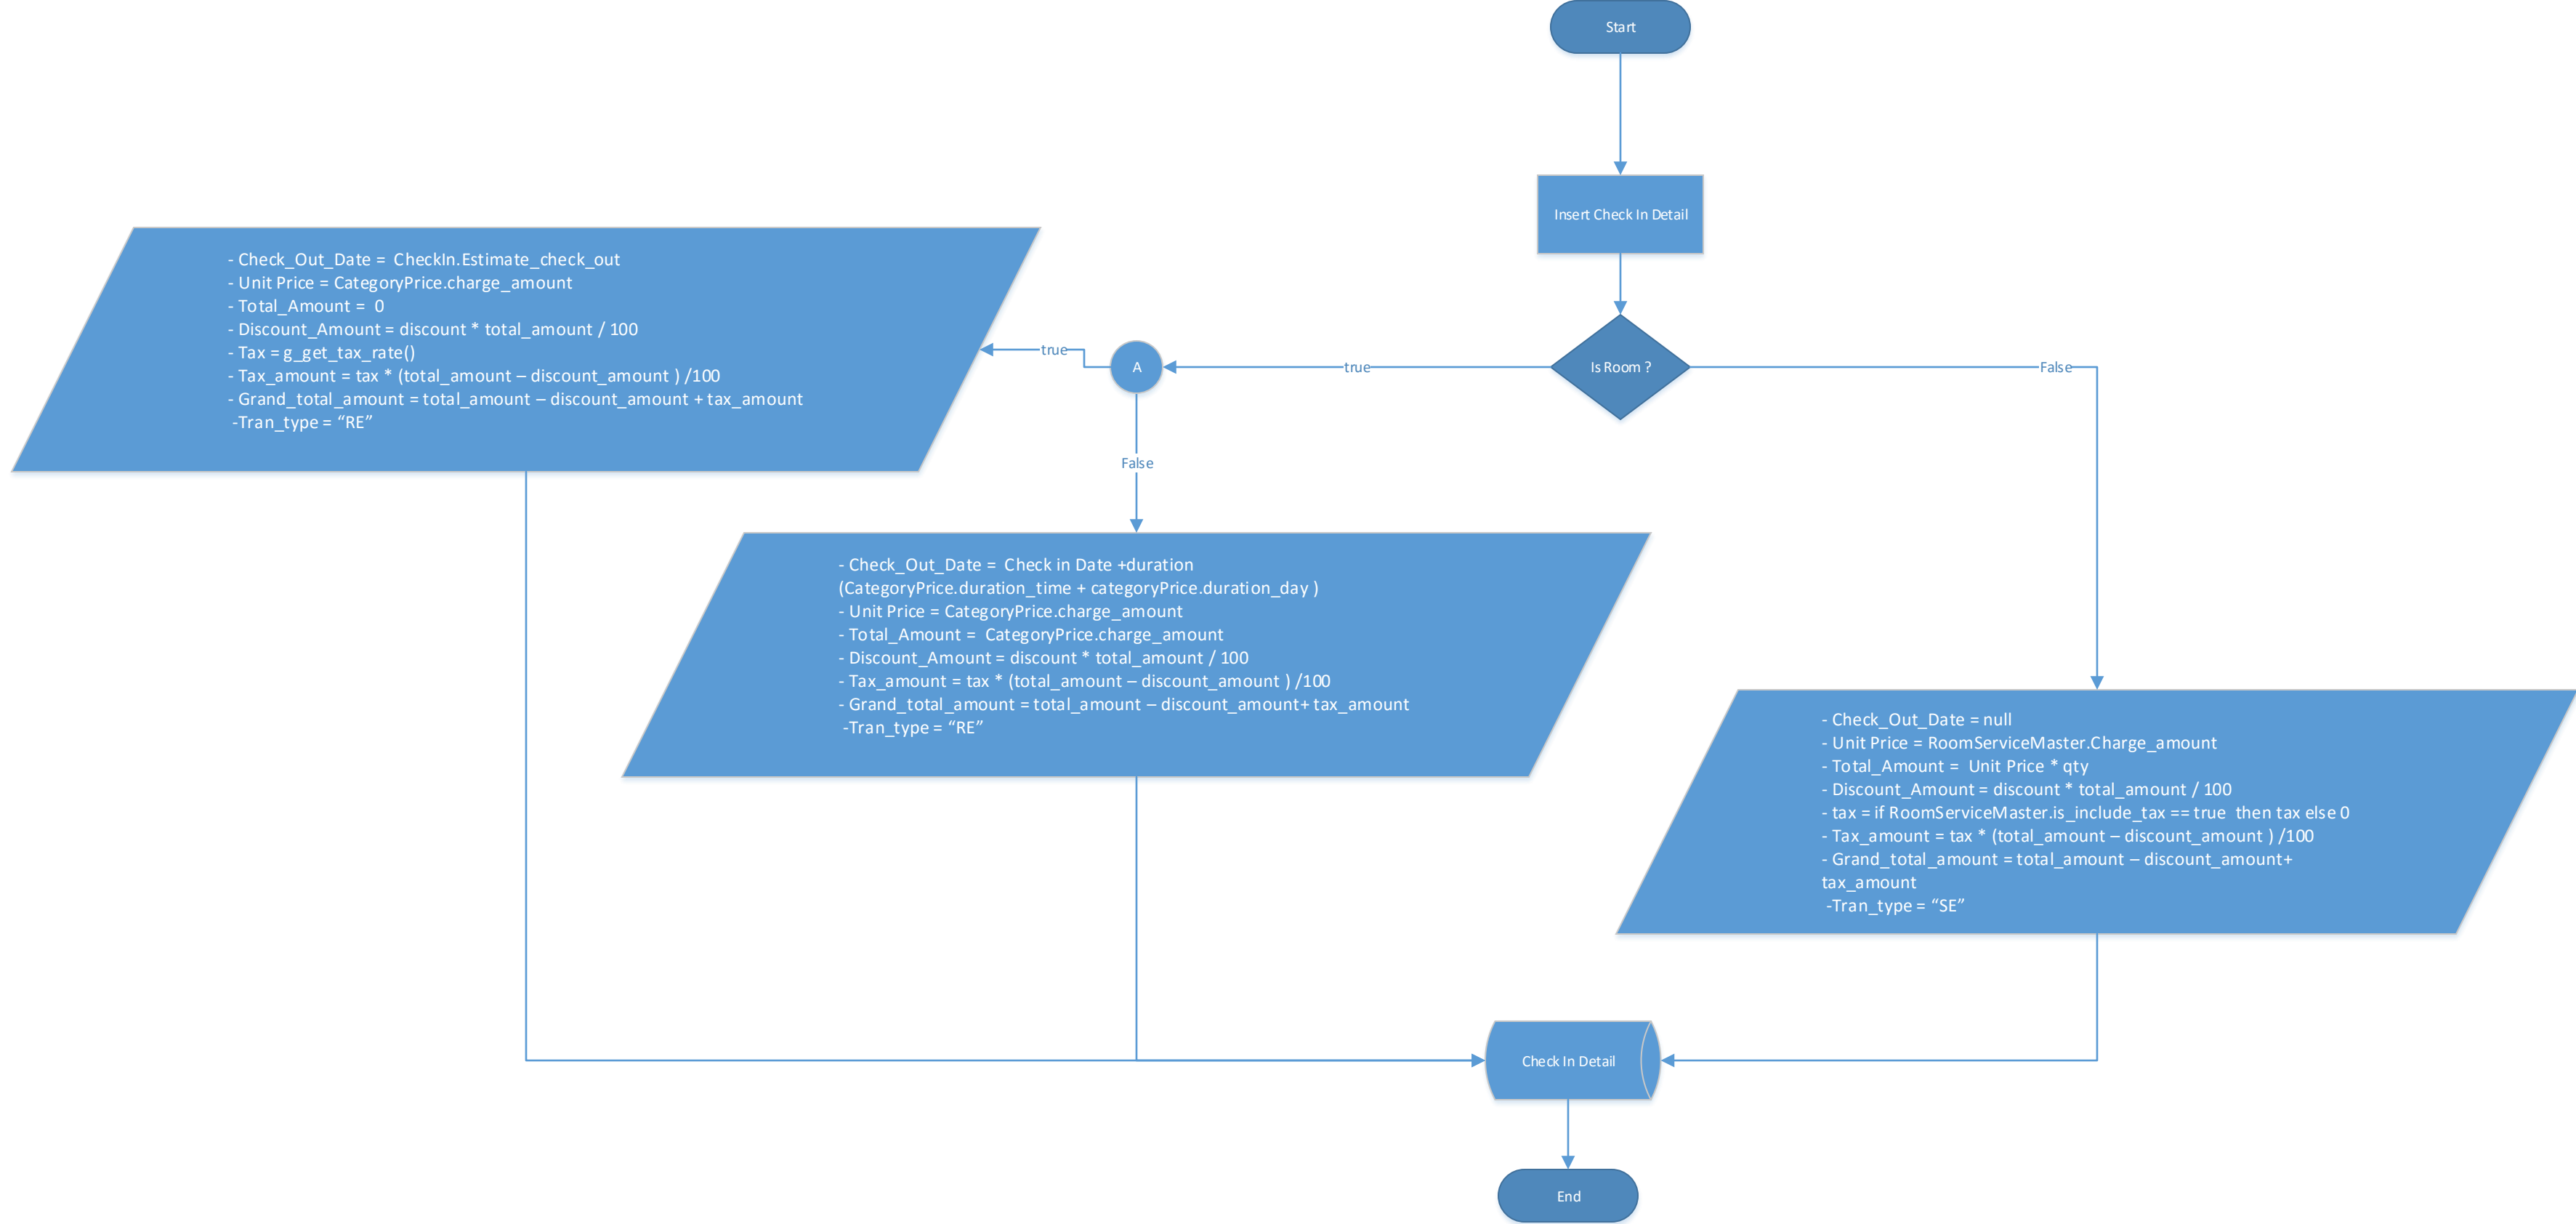 Start
Insert Check In Detail
Is Room ?
true
False
A
true
False
- Check_Out_Date =  CheckIn.Estimate_check_out
- Unit Price = CategoryPrice.charge_amount
- Total_Amount =  0
- Discount_Amount = discount * total_amount / 100
- Tax = g_get_tax_rate()
- Tax_amount = tax * (total_amount – discount_amount ) /100
- Grand_total_amount = total_amount – discount_amount + tax_amount
-Tran_type = “RE”
- Check_Out_Date =  Check in Date +duration
(CategoryPrice.duration_time + categoryPrice.duration_day )
- Unit Price = CategoryPrice.charge_amount
- Total_Amount =  CategoryPrice.charge_amount
- Discount_Amount = discount * total_amount / 100
- Tax_amount = tax * (total_amount – discount_amount ) /100
- Grand_total_amount = total_amount – discount_amount+ tax_amount
-Tran_type = “RE”
- Check_Out_Date = null
- Unit Price = RoomServiceMaster.Charge_amount
- Total_Amount =  Unit Price * qty
- Discount_Amount = discount * total_amount / 100
- tax = if RoomServiceMaster.is_include_tax == true  then tax else 0
- Tax_amount = tax * (total_amount – discount_amount ) /100
- Grand_total_amount = total_amount – discount_amount+
tax_amount
-Tran_type = “SE”
Check In Detail
End